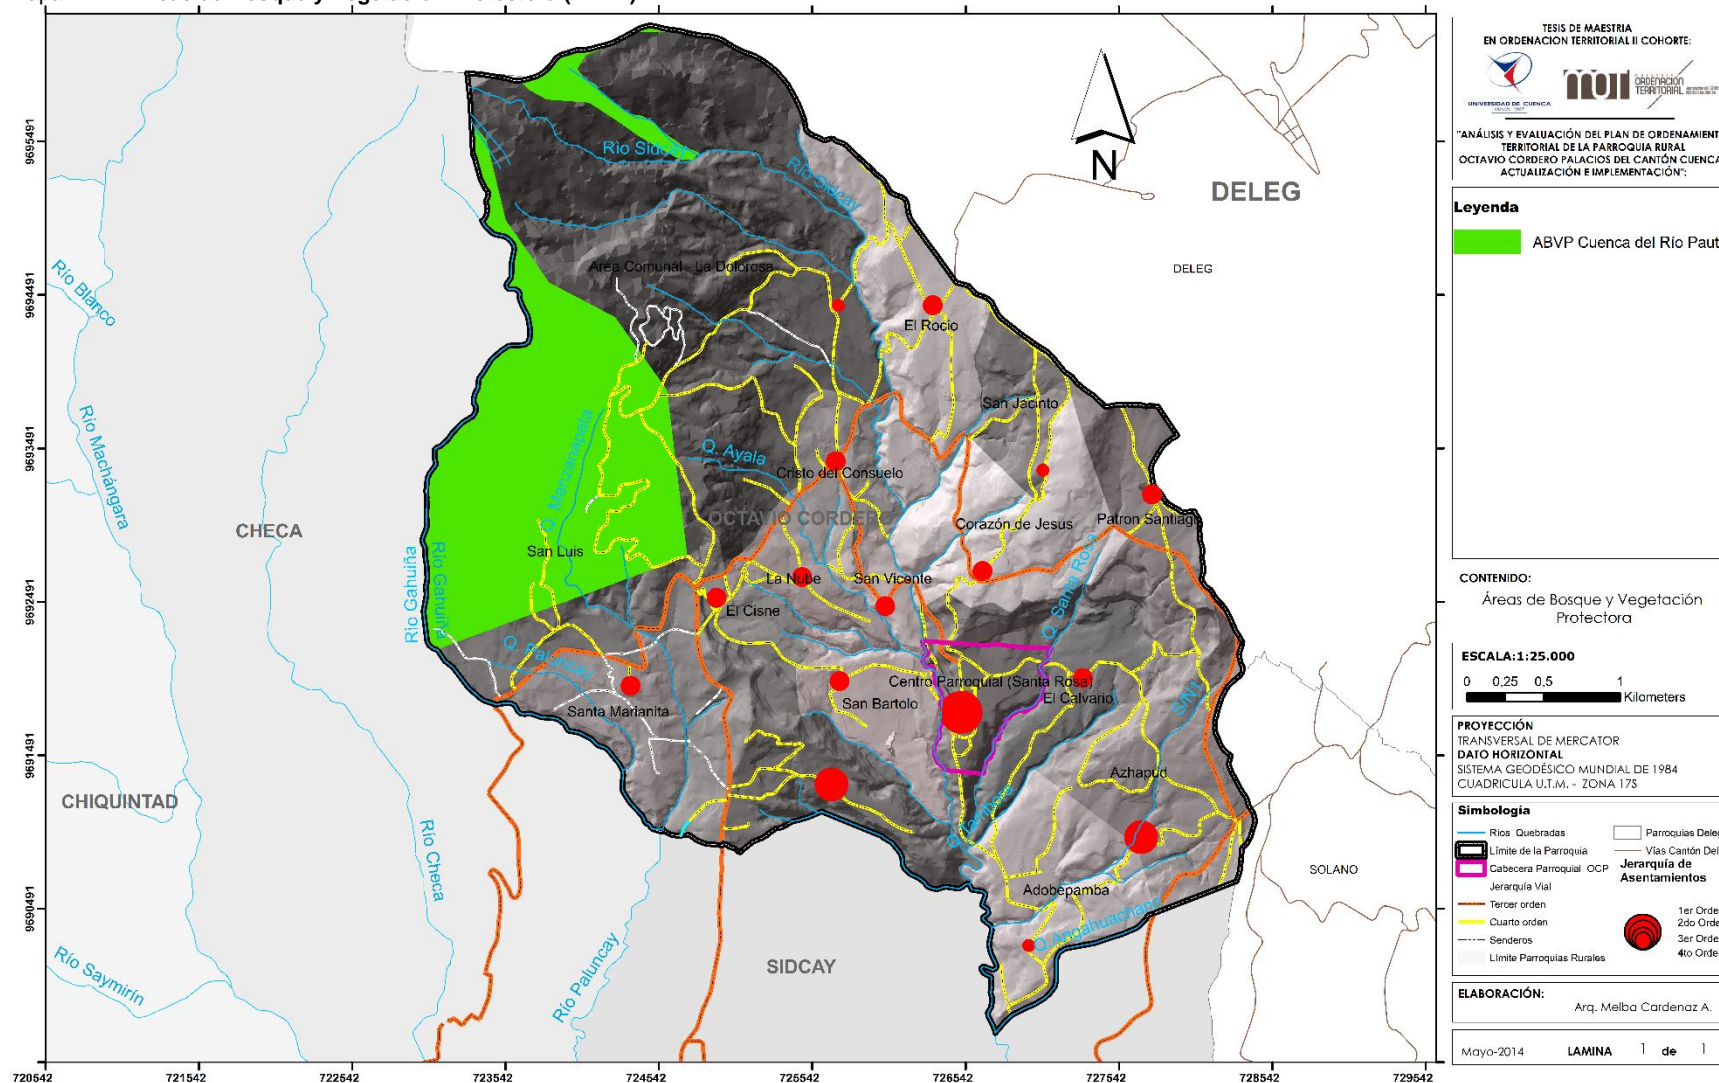 TESIS DE MAESTRIA
EN ORDENACION TERRITORIAL II COHORTE:
UNIVERSIDAD DE CUENCA
desde 1867
MOT ORDENACIÓN
TERRITORIAL
"ANÁLISIS Y EVALUACIÓN DEL PLAN DE ORDENAMIENT
TERRITORIAL DE LA PARROQUIA RURAL
OCTAVIO CORDERO PALACIOS DEL CANTÓN CUENCA
ACTUALIZACIÓN E IMPLEMENTACIÓN":
Leyenda
ABVP Cuenca del Río Paut
CONTENIDO:
Áreas de Bosque y Vegetación
Protectora
ESCALA:1:25.000
0 0,25 0,5 1
Kilometers
PROYECCIÓN
TRANSVERSAL DE MERCATOR
DATO HORIZONTAL
SISTEMA GEODÉSICO MUNDIAL DE 1984
CUADRICULA U.T.M. - ZONA 17S
Simbología
Rios Quebradas
Límite de la Parroquia
Cabecera Parroquial OCP
Jerarquía Vial
Tercer orden
Cuarto orden
Senderos
Límite Parroquias Rurales
Parroquias Deleg
Vías Cantón Del
Jerarquía de
Asentamientos
1er Orde
2do Orde
3er Orde
4to Orde
ELABORACIÓN:
Arq. Melba Cardenaz A.
Mayo-2014 LAMINA 1 de 1
N
DELEG
DELEG
SOLANO
SIDCAY
CHECA
CHIQUINTAD
OCTAVIO CORDERO
Río Sidcay
Río Sidcay
Area Comunal - La Dolorosa
El Rocio
San Jacinto
Q. Ayala
Cristo del Consuelo
Corazón de Jesus
Patron Santiago
Q. Manzanapata
San Luis
La Nube
San Vicente
El Cisne
Q. Santa Rosa
Río Gahuiña
Río Gahuiña
Q. Paluncay
Santa Marianita
San Bartolo
Centro Parroquial (Santa Rosa)
El Calvario
S/N1
Azhapud
Adobepamba
Q. Angahuachana
Río Blanco
Río Machángara
Río Checa
Río Saymirín
Río Paluncay
9695491
9694491
9693491
9692491
9691491
9690491
720542 721542 722542 723542 724542 725542 726542 727542 728542 729542